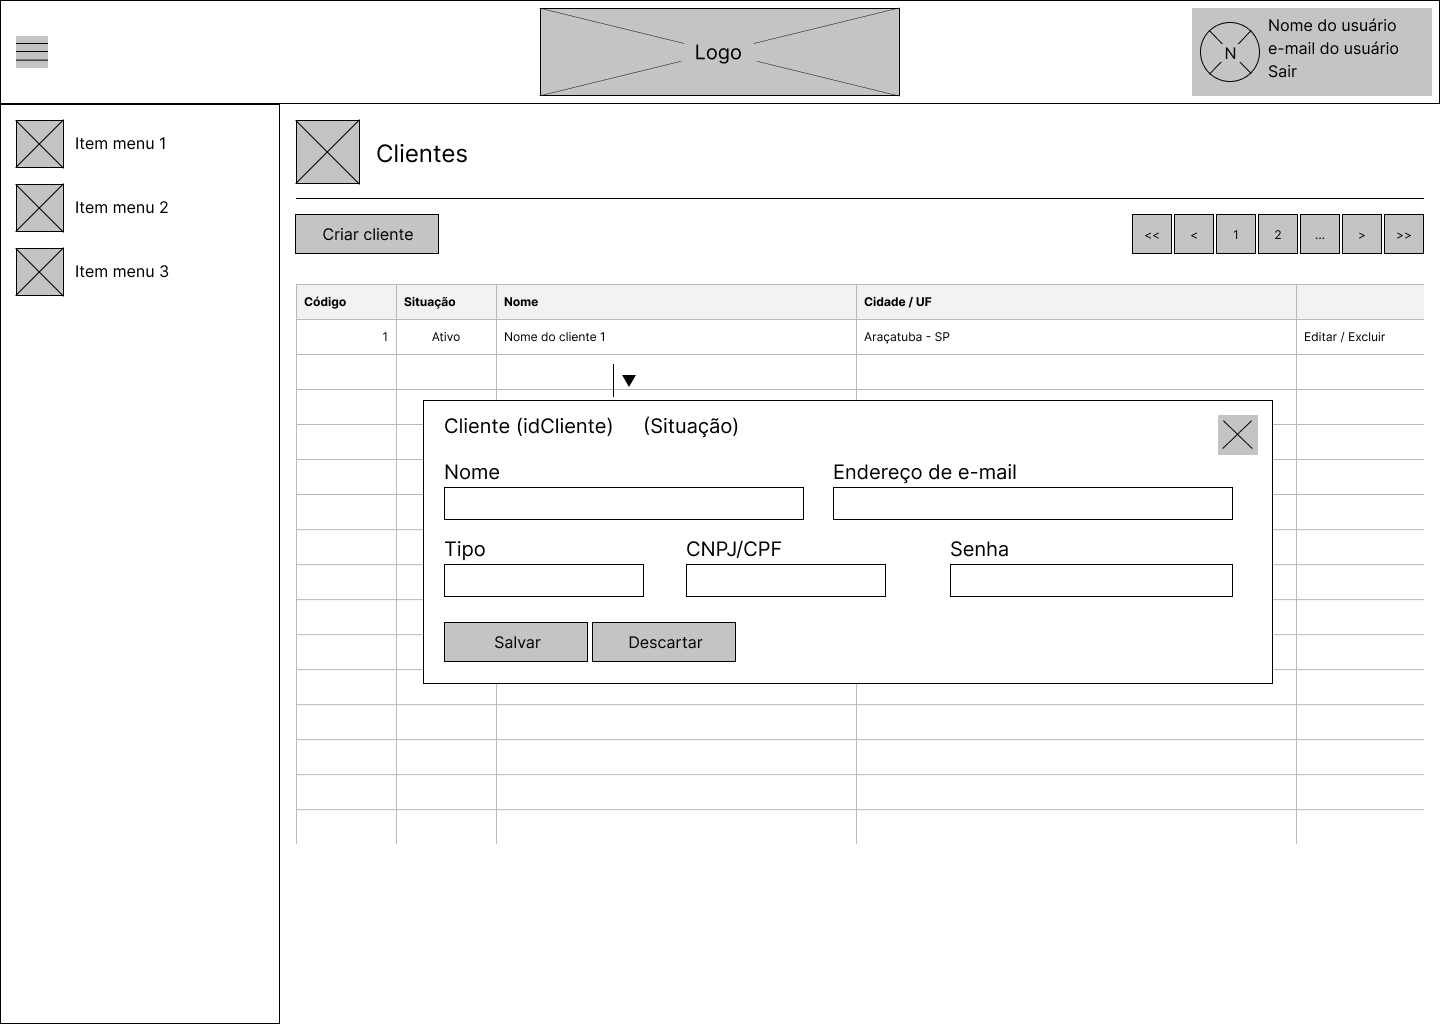 Logo
Nome do usuário
e-mail do usuário
Sair
N
Item menu 1
Item menu 2
Item menu 3
Clientes
Criar cliente
<< < 1 2 ... > >>
Código Situação Nome Cidade / UF
1 Ativo Nome do cliente 1 Araçatuba - SP Editar / Excluir
Cliente (idCliente) (Situação)
Nome Endereço de e-mail
Tipo CNPJ/CPF Senha
Salvar Descartar